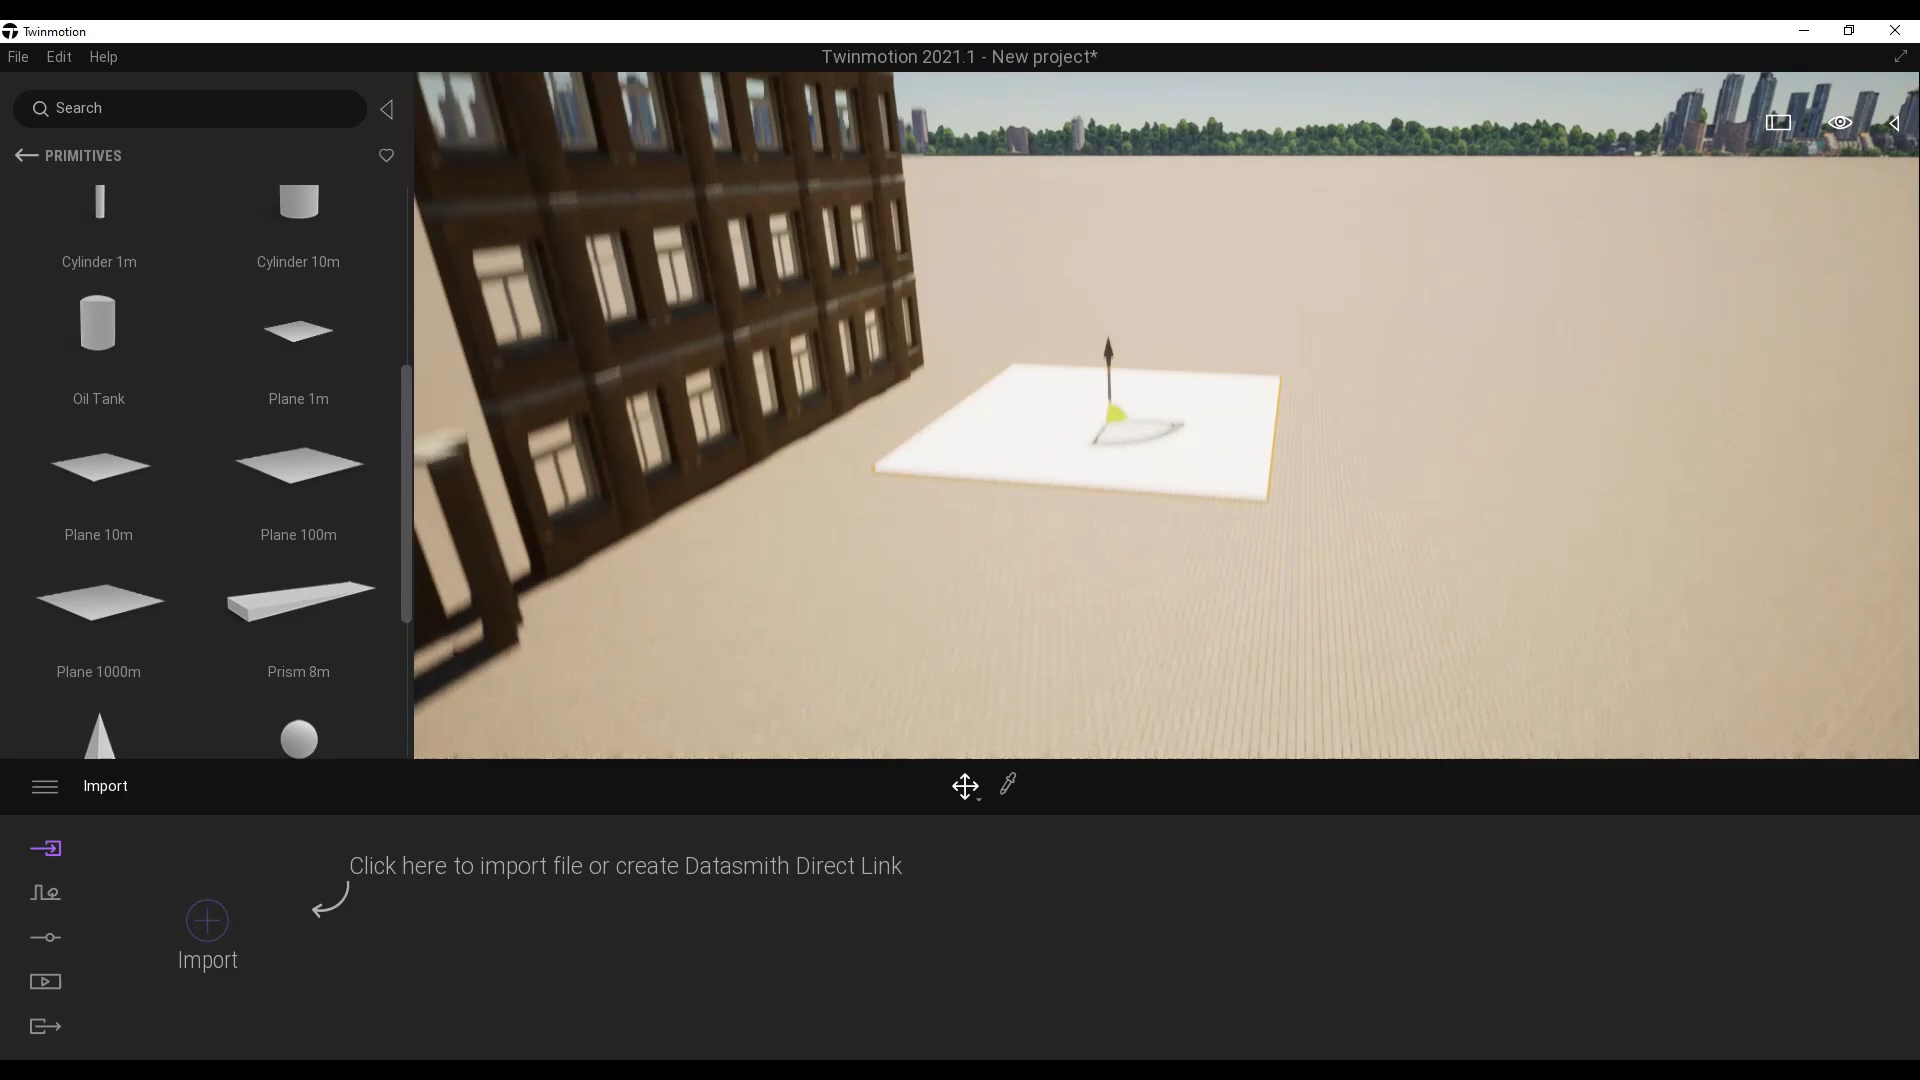 Twinmotion
File Edit Help
Twinmotion 2021.1 - New project*
Search
PRIMITIVES
Cylinder 1m
Cylinder 10m
Oil Tank
Plane 1m
Plane 10m
Plane 100m
Plane 1000m
Prism 8m
Import
Click here to import file or create Datasmith Direct Link
Import